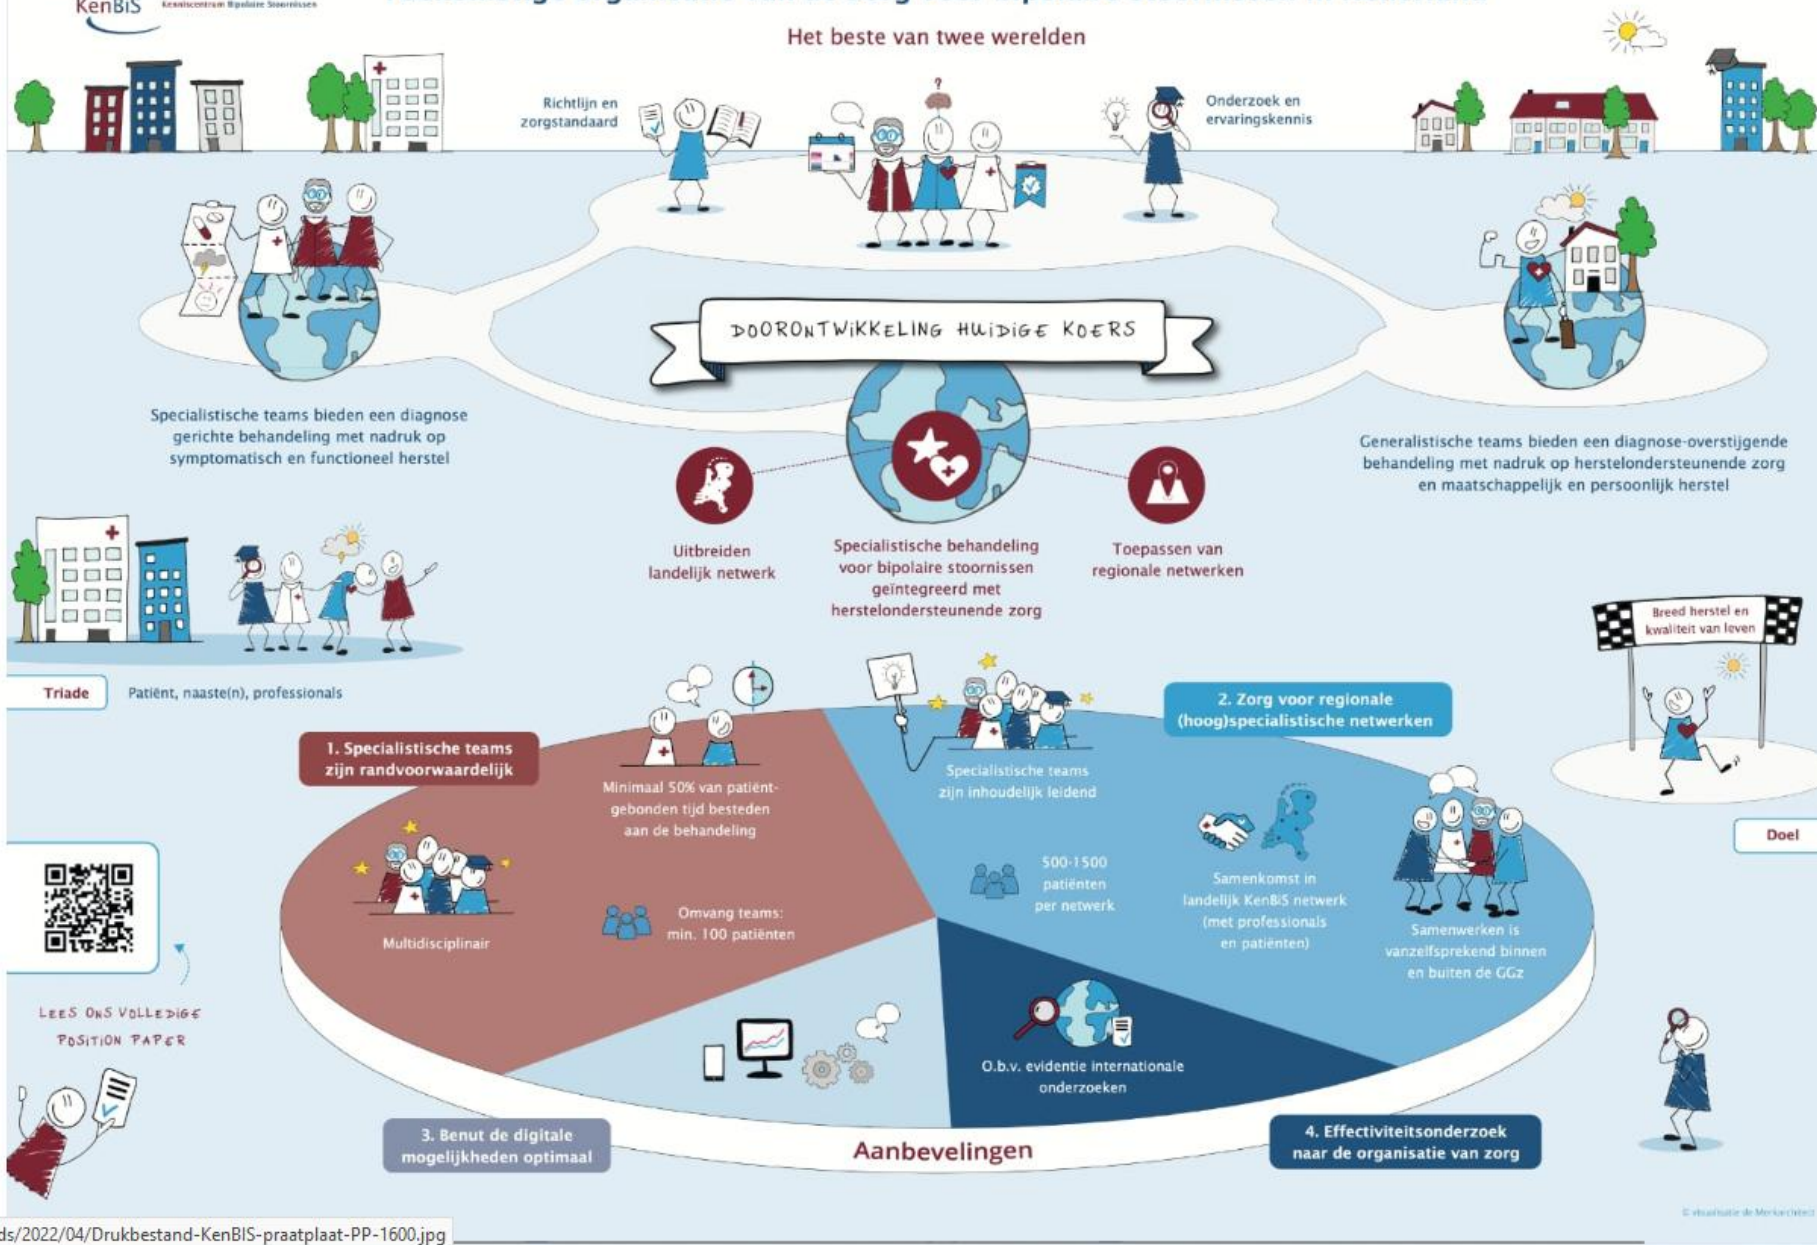 KenBiS
Kenniscentrum Bipolaire Stoornissen
Het beste van twee werelden
Richtlijn en
zorgstandaard
?
Onderzoek en
ervaringskennis
DOORONTWIKKELING HUIDIGE KOERS
Specialistische teams bieden een diagnose
gerichte behandeling met nadruk op
symptomatisch en functioneel herstel
Generalistische teams bieden een diagnose-overstijgende
behandeling met nadruk op herstelondersteunende zorg
en maatschappelijk en persoonlijk herstel
Uitbreiden
landelijk netwerk
Specialistische behandeling
voor bipolaire stoornissen
geïntegreerd met
herstelondersteunende zorg
Toepassen van
regionale netwerken
Breed herstel en
kwaliteit van leven
Doel
Triade
Patiënt, naaste(n), professionals
1. Specialistische teams
zijn randvoorwaardelijk
Minimaal 50% van patiënt-
gebonden tijd besteden
aan de behandeling
Multidisciplinair
Omvang teams:
min. 100 patiënten
2. Zorg voor regionale
(hoog)specialistische netwerken
Specialistische teams
zijn inhoudelijk leidend
500-1500
patiënten
per netwerk
Samenkomst in
landelijk KenBiS netwerk
(met professionals
en patiënten)
Samenwerken is
vanzelfsprekend binnen
en buiten de GGz
LEES ONS VOLLEDIGE
POSITION PAPER
O.b.v. evidentie internationale
onderzoeken
3. Benut de digitale
mogelijkheden optimaal
Aanbevelingen
4. Effectiviteitsonderzoek
naar de organisatie van zorg
© visualisatie de Merkarchitect
ds/2022/04/Drukbestand-KenBIS-praatplaat-PP-1600.jpg